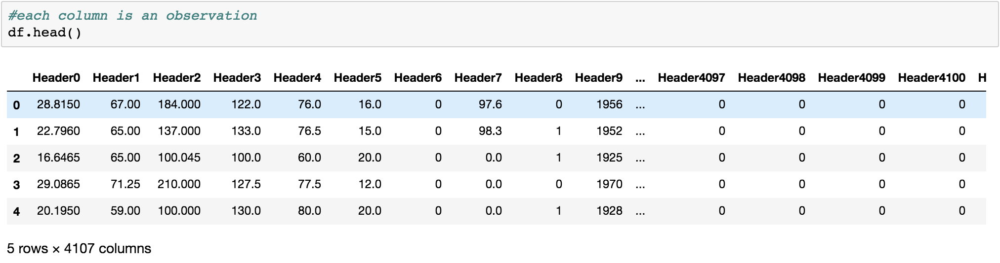 #each column is an observation
df.head()
Header0 Header1 Header2 Header3 Header4 Header5 Header6 Header7 Header8 Header9 ... Header4097 Header4098 Header4099 Header4100 H
0 28.8150 67.00 184.000 122.0 76.0 16.0 0 97.6 0 1956 ... 0 0 0 0
1 22.7960 65.00 137.000 133.0 76.5 15.0 0 98.3 1 1952 ... 0 0 0 0
2 16.6465 65.00 100.045 100.0 60.0 20.0 0 0.0 1 1925 ... 0 0 0 0
3 29.0865 71.25 210.000 127.5 77.5 12.0 0 0.0 0 1970 ... 0 0 0 0
4 20.1950 59.00 100.000 130.0 80.0 20.0 0 0.0 1 1928 ... 0 0 0 0
5 rows × 4107 columns